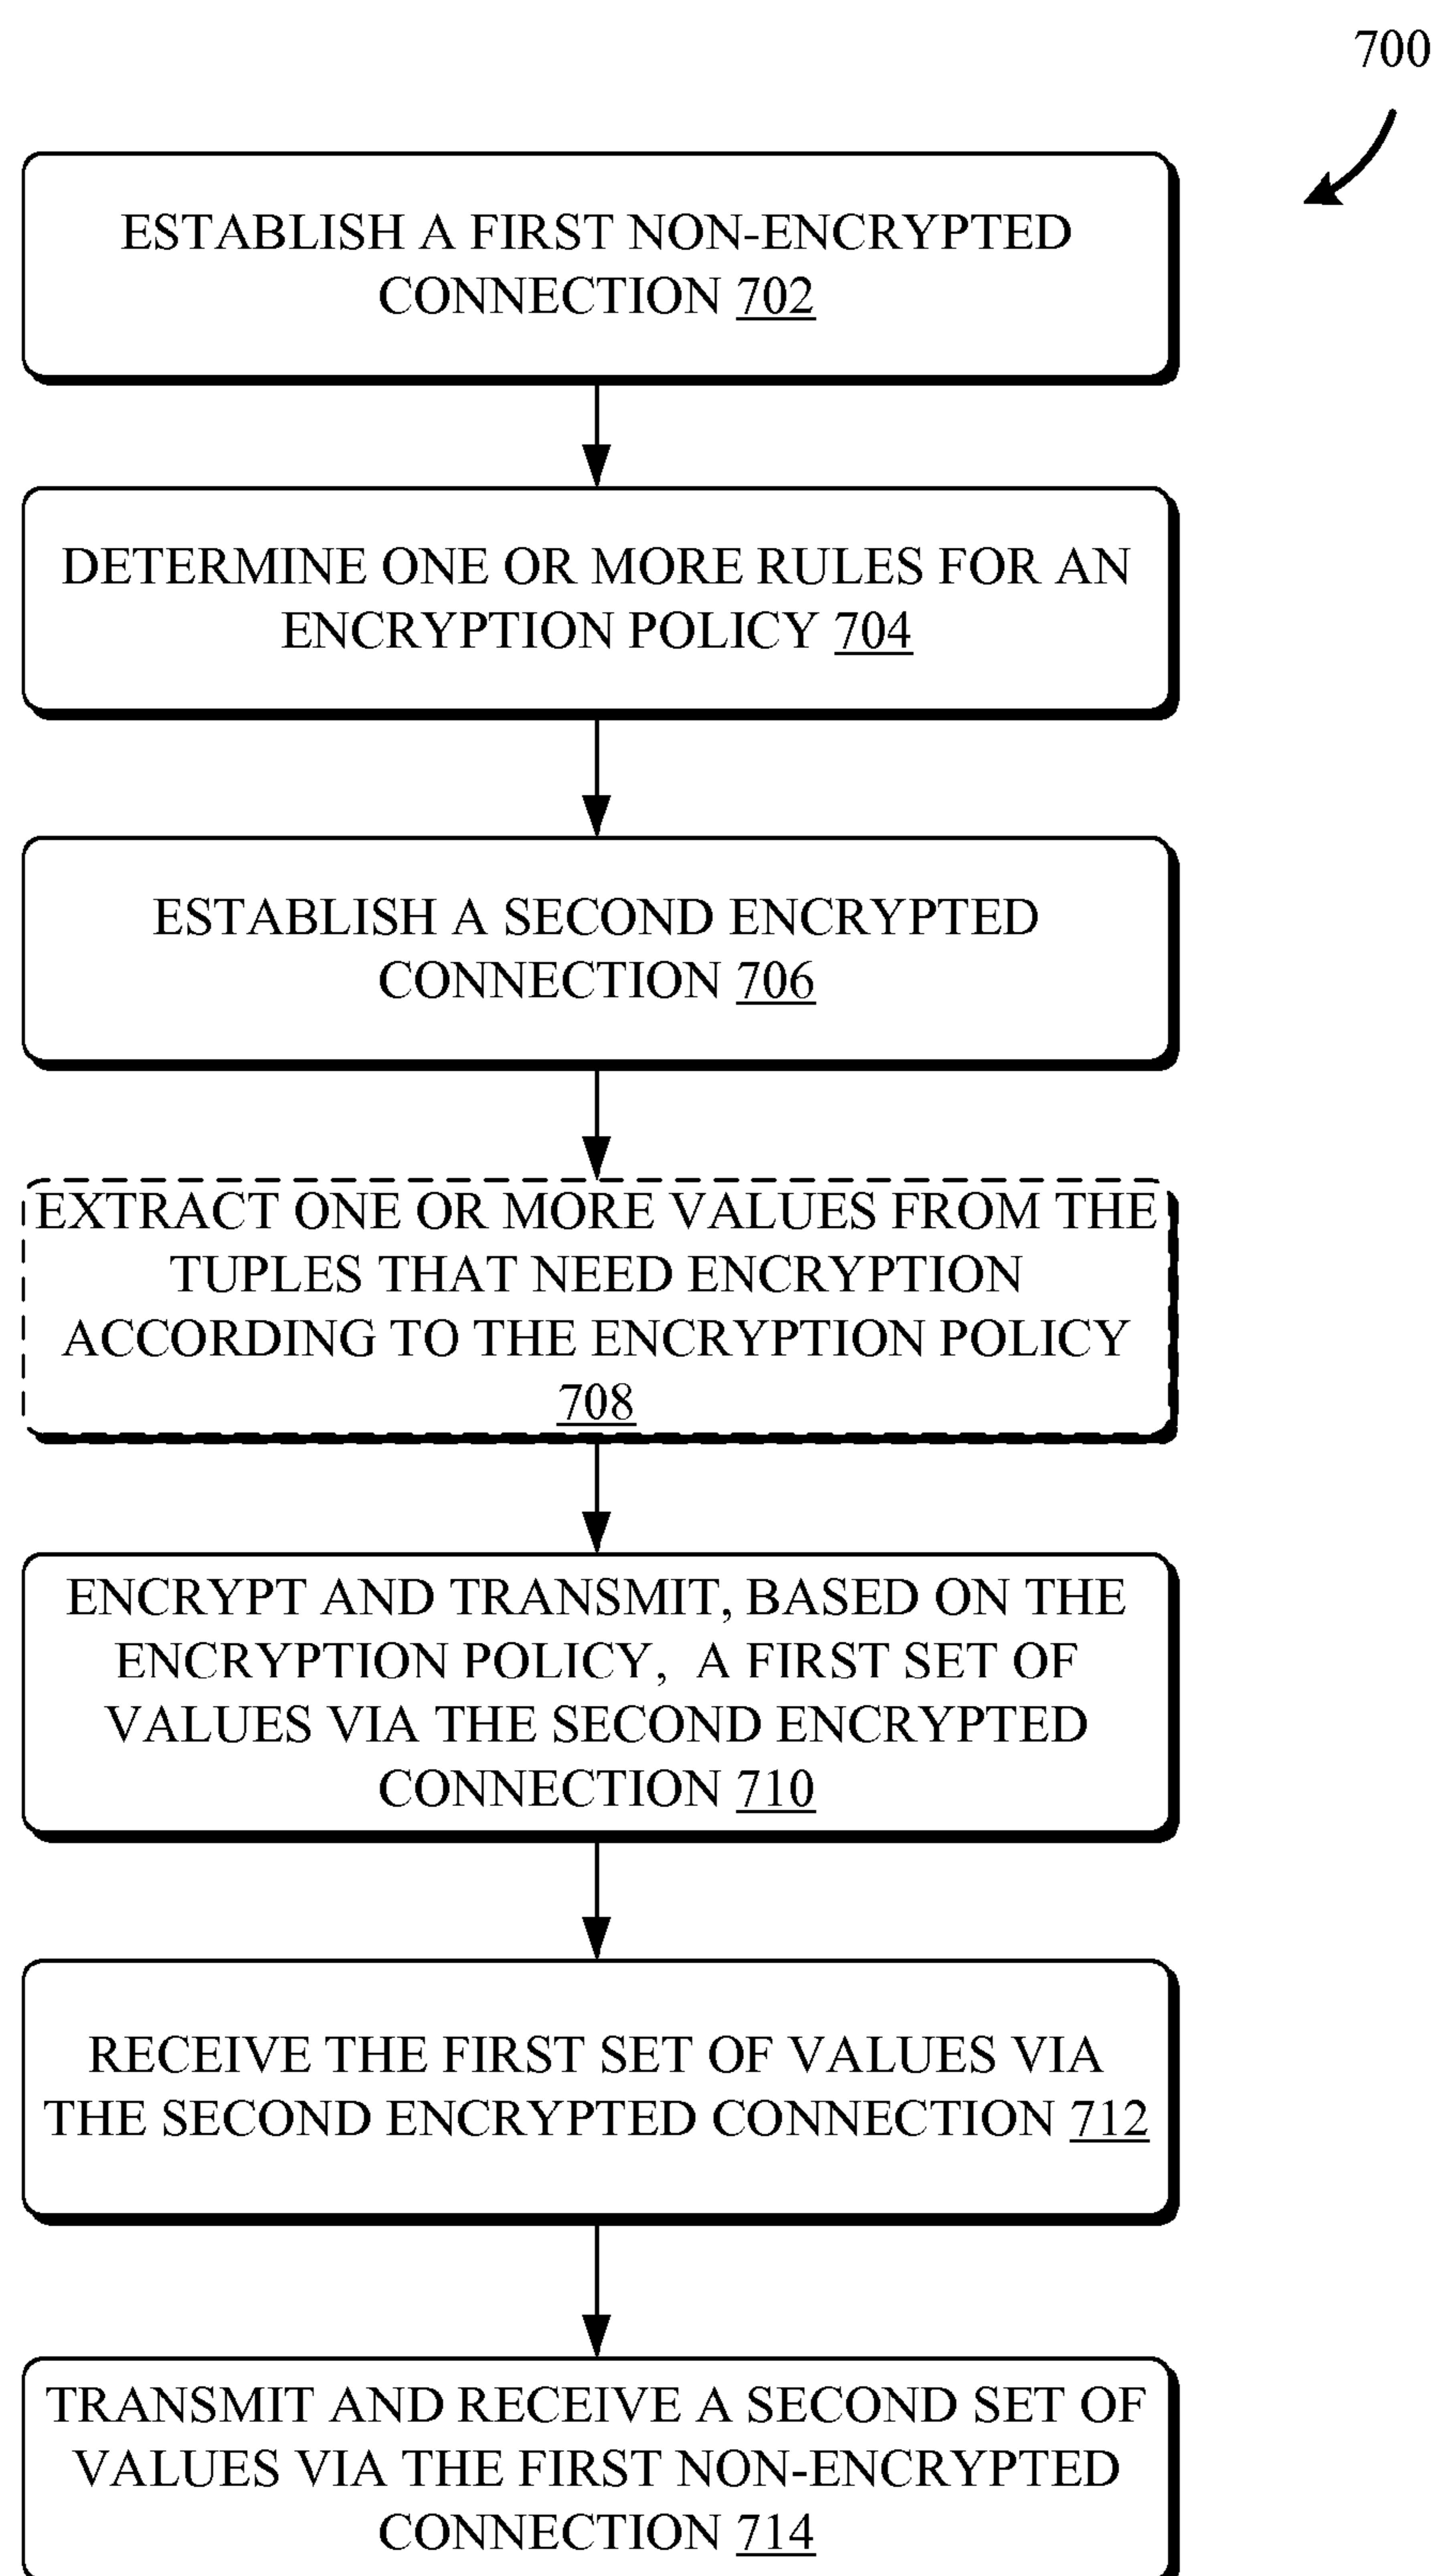 700
ESTABLISH A FIRST NON-ENCRYPTED
CONNECTION 702
DETERMINE ONE OR MORE RULES FOR AN
ENCRYPTION POLICY 704
ESTABLISH A SECOND ENCRYPTED
CONNECTION 706
EXTRACT ONE OR MORE VALUES FROM THE
TUPLES THAT NEED ENCRYPTION
ACCORDING TO THE ENCRYPTION POLICY
708
ENCRYPT AND TRANSMIT, BASED ON THE
ENCRYPTION POLICY, A FIRST SET OF
VALUES VIA THE SECOND ENCRYPTED
CONNECTION 710
RECEIVE THE FIRST SET OF VALUES VIA
THE SECOND ENCRYPTED CONNECTION 712
TRANSMIT AND RECEIVE A SECOND SET OF
VALUES VIA THE FIRST NON-ENCRYPTED
CONNECTION 714